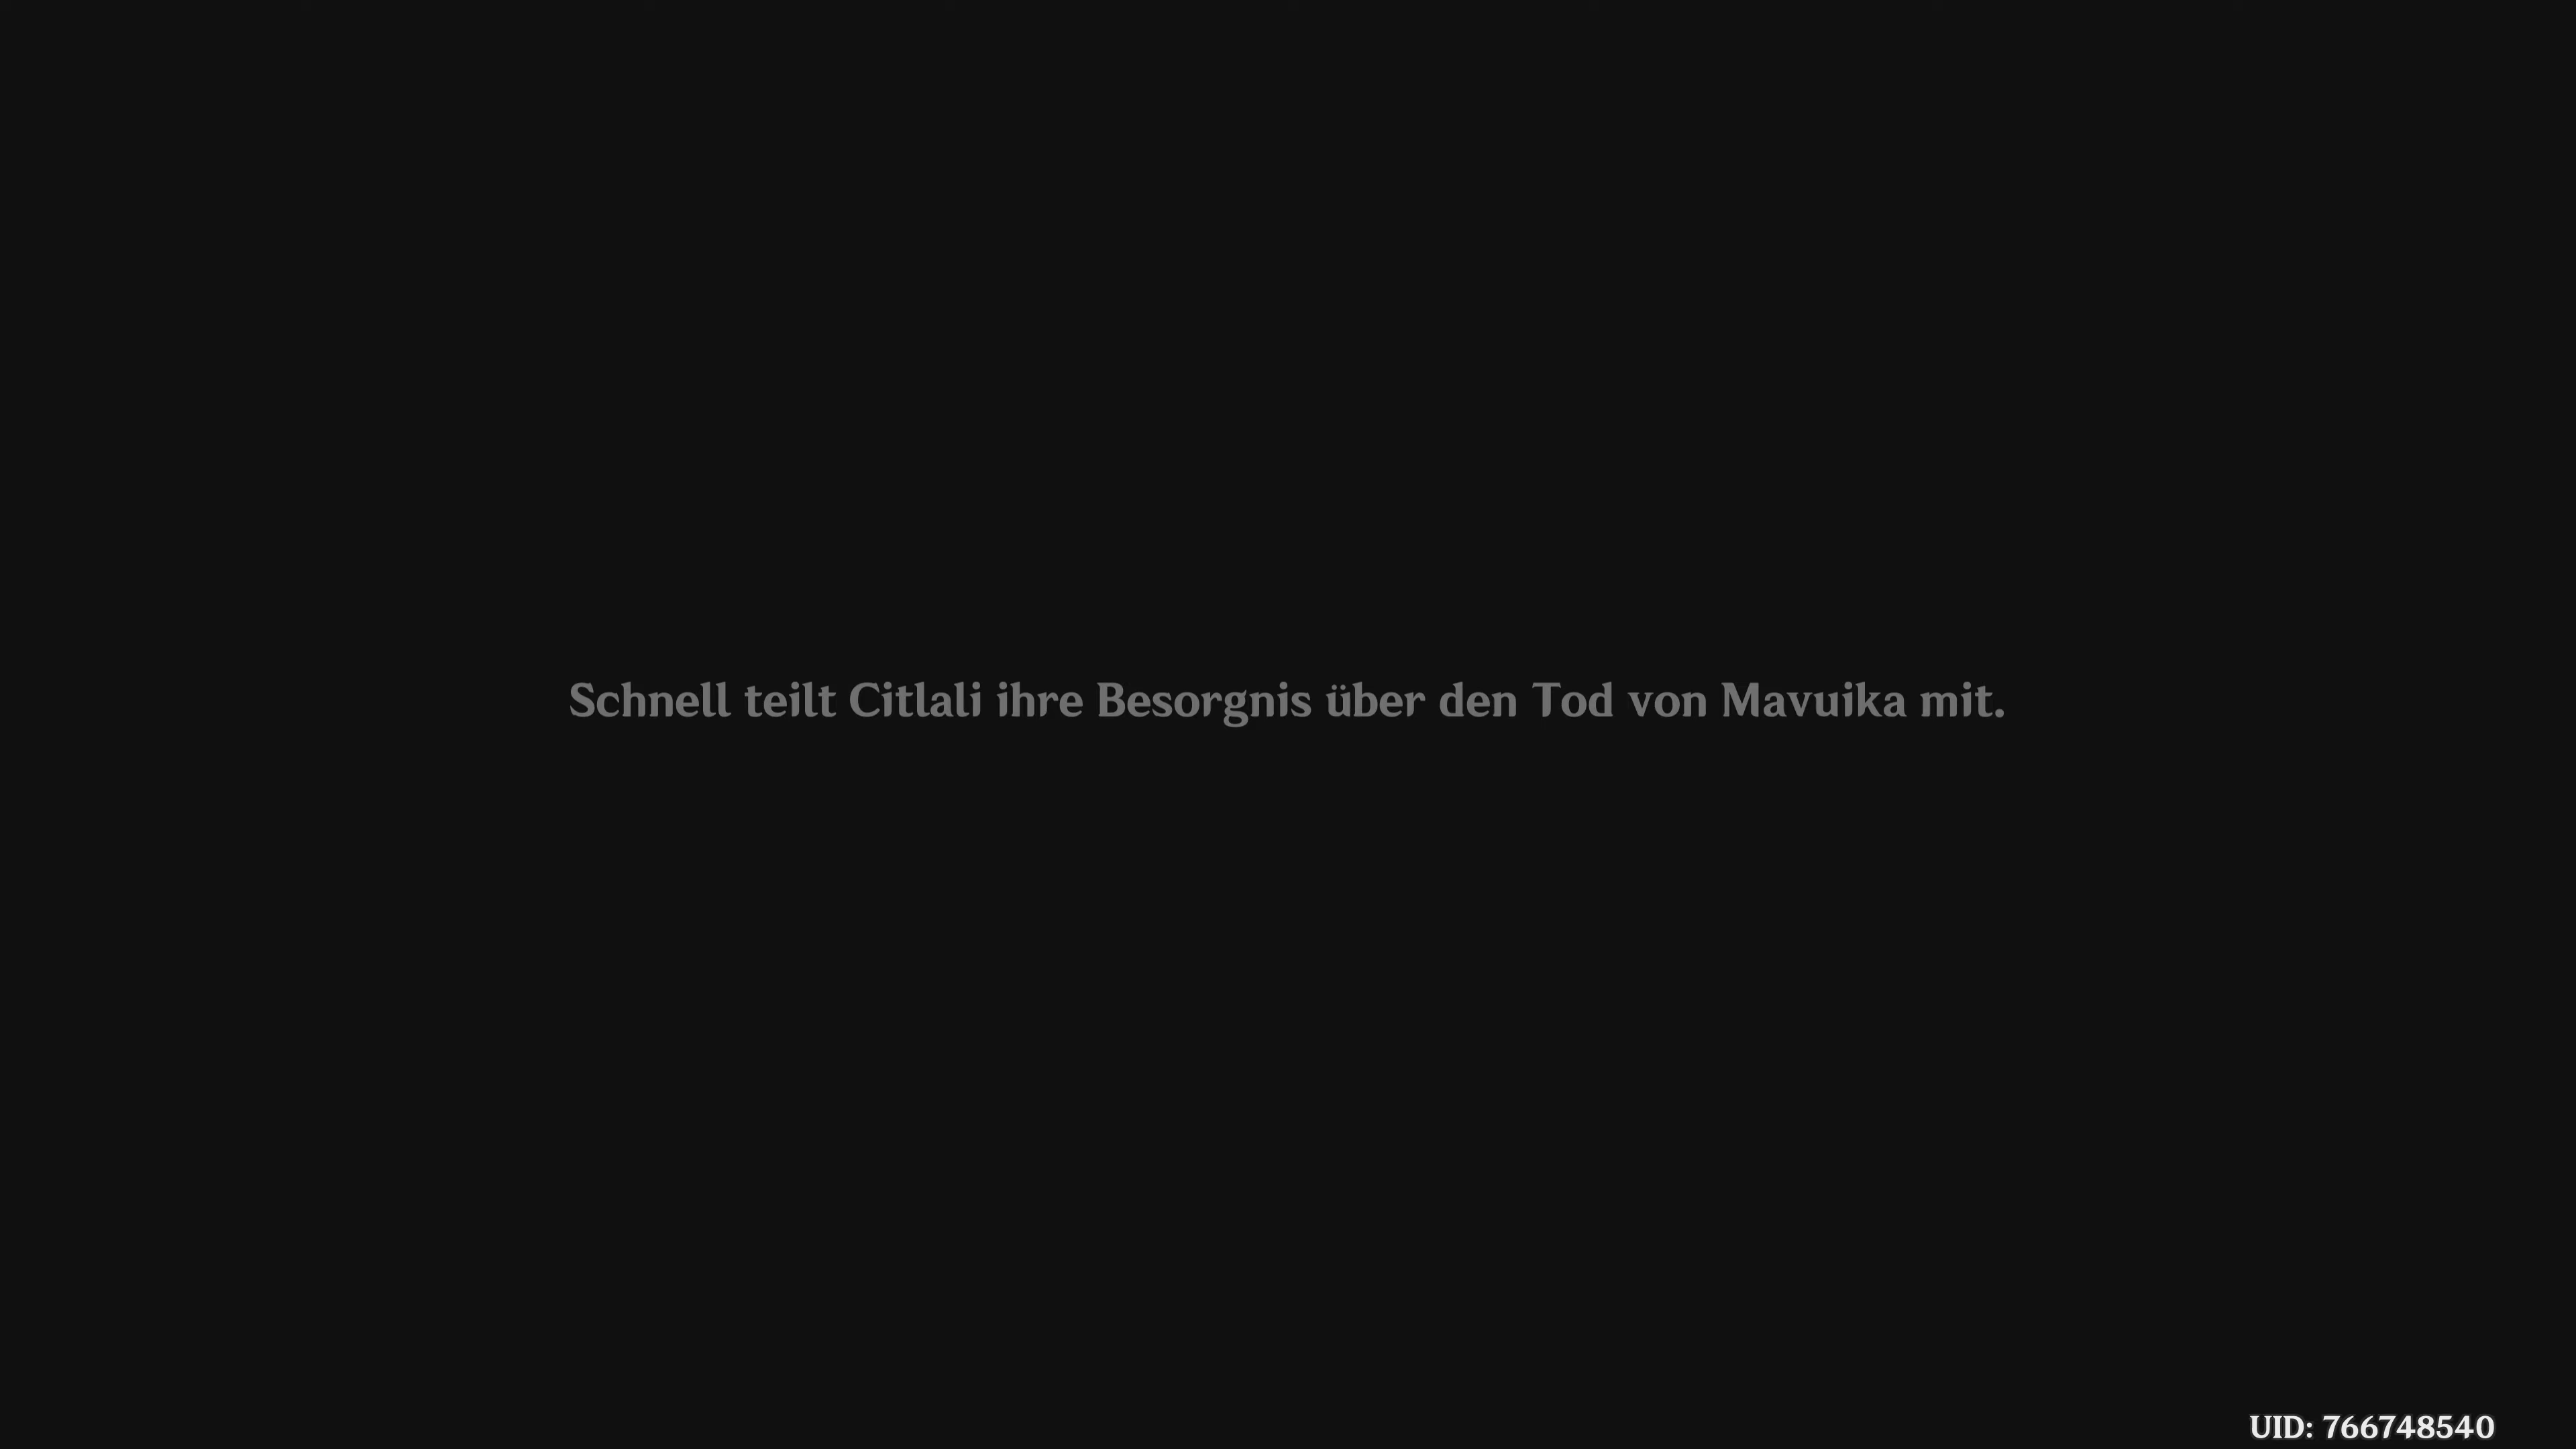 Schnell teilt Citlali ihre Besorgnis über den Tod von Mavuika mit.
UID: 766748540